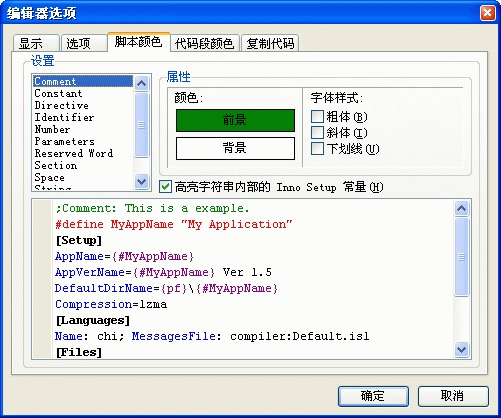 编辑器选项
显示 选项 脚本颜色 代码段颜色 复制代码
设置
Comment
Constant
Directive
Identifier
Number
Parameters
Reserved Word
Section
Space
String
属性
颜色:
前景
背景
字体样式:
粗体(B)
斜体(I)
下划线(U)
高亮字符串内部的 Inno Setup 常量(H)
;Comment: This is a example.
#define MyAppName "My Application"
[Setup]
AppName={#MyAppName}
AppVerName={#MyAppName} Ver 1.5
DefaultDirName={pf}\{#MyAppName}
Compression=lzma
[Languages]
Name: chi; MessagesFile: compiler:Default.isl
[Files]
确定 取消